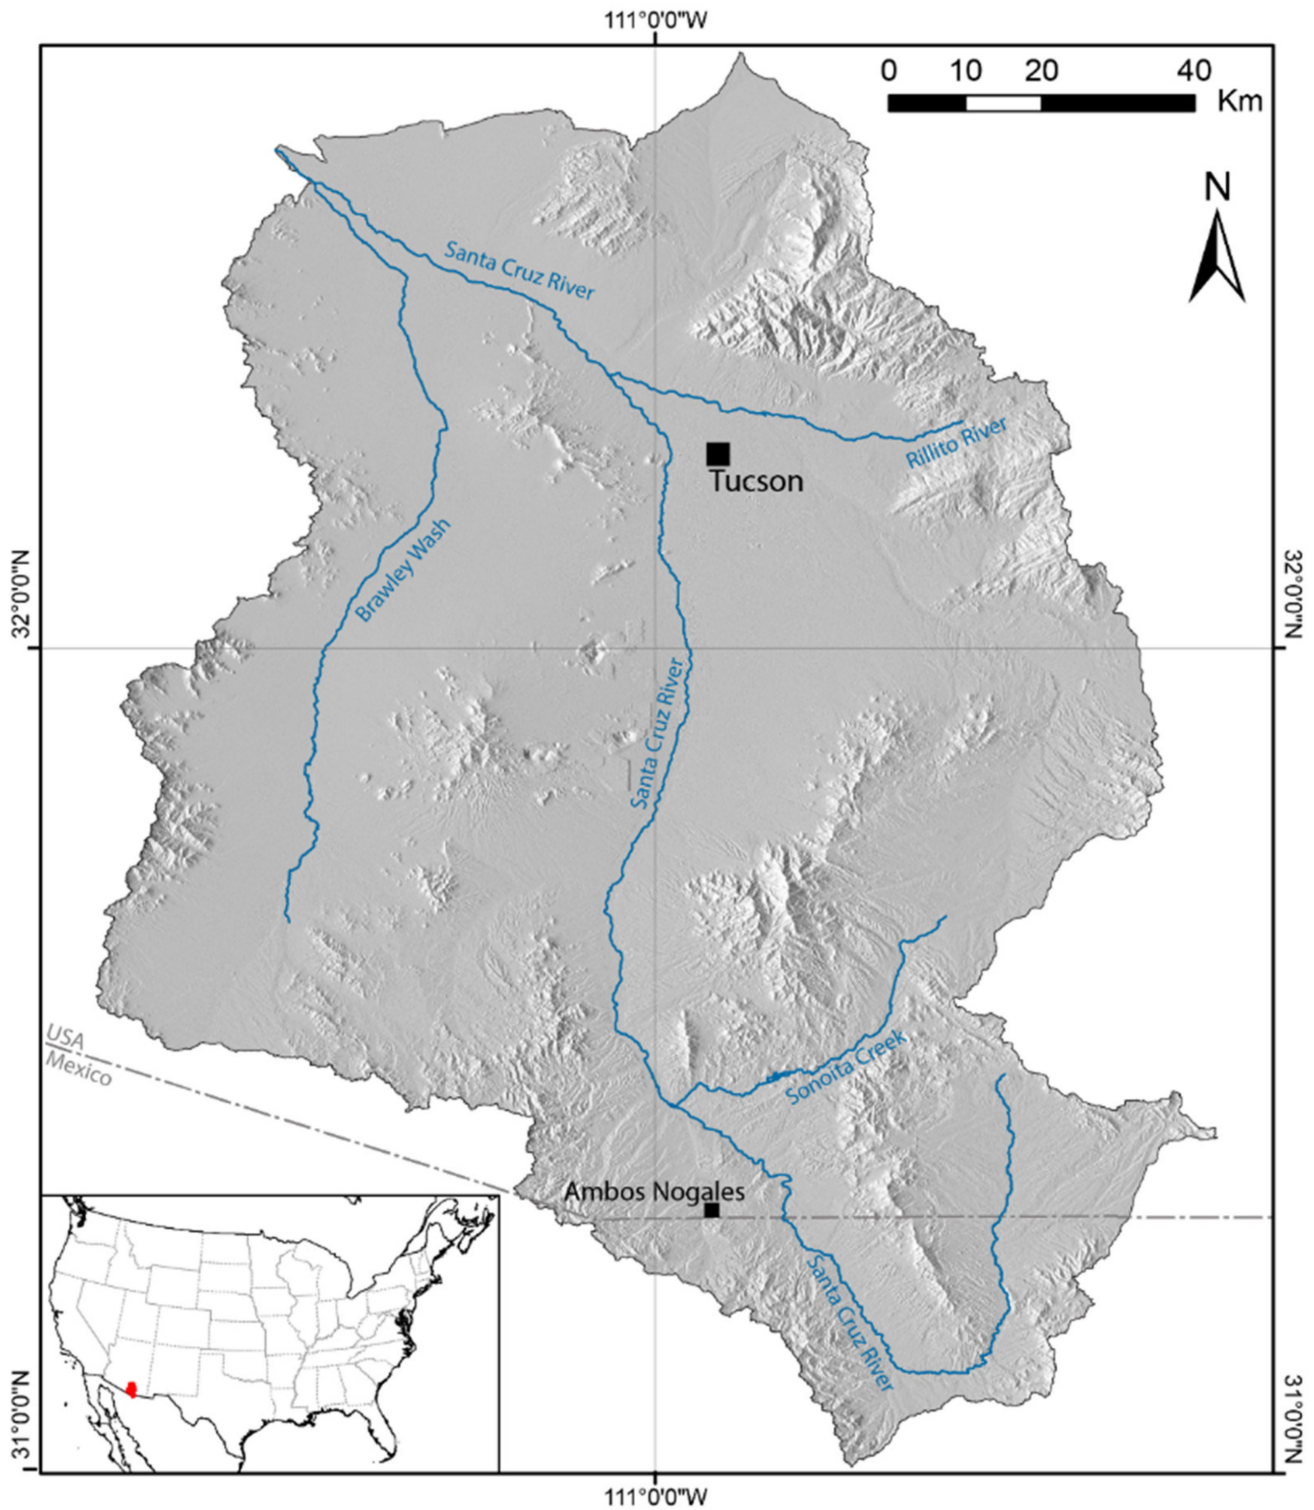 111°0'0"W
0 10 20 40
Km
N
Santa Cruz River
Rillito River
Tucson
Brawley Wash
32°0'0"N
32°0'0"N
Santa Cruz River
USA
Mexico
Sonoita Creek
Ambos Nogales
Santa Cruz River
31°0'0"N
31°0'0"N
111°0'0"W